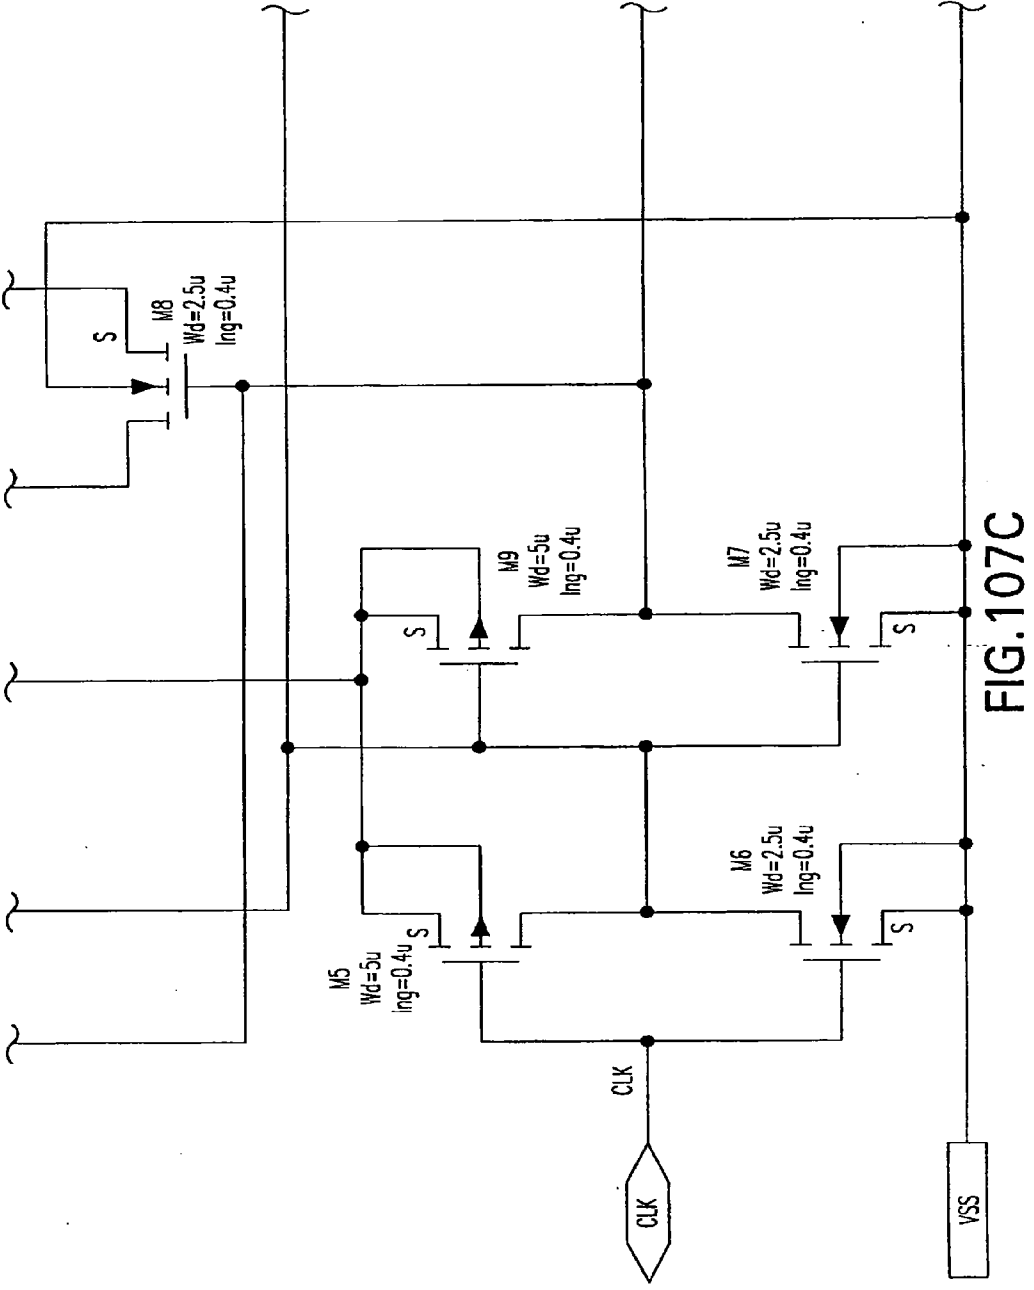 S
M8
Wd=2.5u
lng=0.4u
S
M5
Wd=5u
lng=0.4u
S
M9
Wd=5u
lng=0.4u
CLK
CLK
M6
Wd=2.5u
lng=0.4u
S
M7
Wd=2.5u
lng=0.4u
S
VSS
FIG. 107C